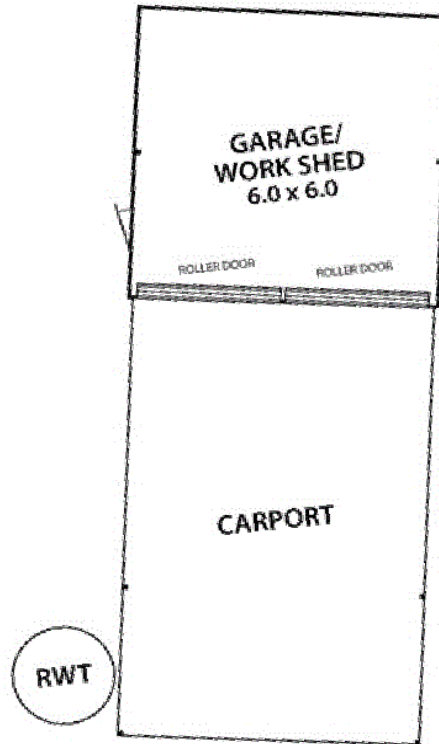 GARAGE/
WORK SHED
6.0 x 6.0
ROLLER DOOR
ROLLER DOOR
CARPORT
RWT